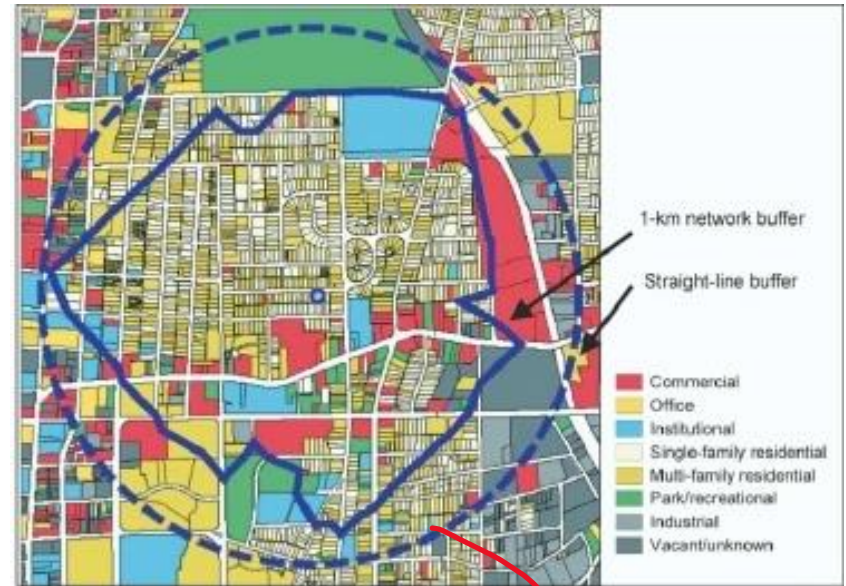 1-km network buffer
Straight-line buffer
Commercial
Office
Institutional
Single-family residential
Multi-family residential
Park/recreational
Industrial
Vacant/unknown